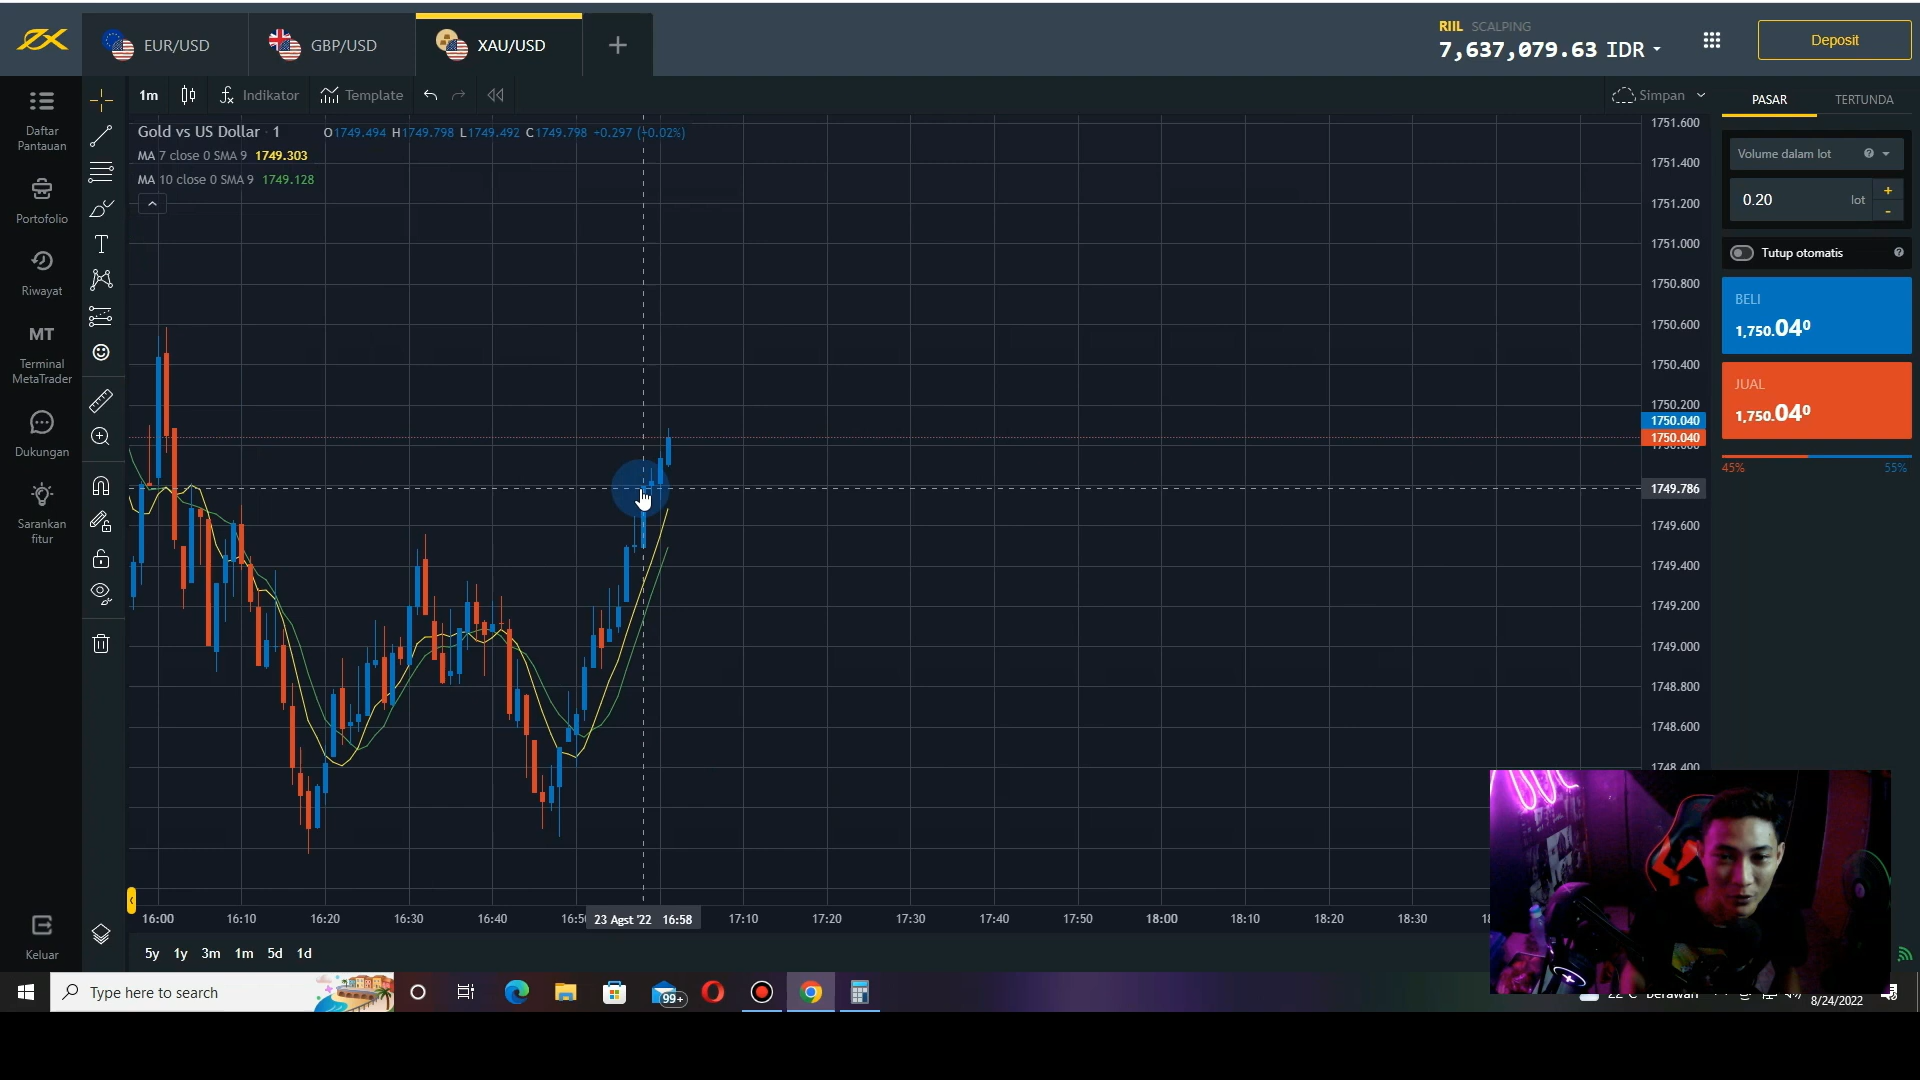 EUR/USD
GBP/USD
XAU/USD
RIIL SCALPING
7,637,079.63 IDR
Deposit
1m
Indikator
Template
Simpan
PASAR
TERTUNDA
Daftar
Pantauan
Portofolio
Riwayat
MT
Terminal
MetaTrader
Dukungan
Sarankan
fitur
Keluar
Gold vs US Dollar · 1 O1749.494 H1749.798 L1749.492 C1749.798 +0.297 (+0.02%)
MA 7 close 0 SMA 9 1749.303
MA 10 close 0 SMA 9 1749.128
1751.600
1751.400
1751.200
1751.000
1750.800
1750.600
1750.400
1750.200
1750.040
1750.040
1749.786
1749.600
1749.400
1749.200
1749.000
1748.800
1748.600
1748.400
Volume dalam lot
0.20 lot
+
-
Tutup otomatis
BELI
1,750.040
JUAL
1,750.040
45% 55%
16:00 16:10 16:20 16:30 16:40 23 Agst '22 16:58 17:10 17:20 17:30 17:40 17:50 18:00 18:10 18:20 18:30
5y 1y 3m 1m 5d 1d
Type here to search
99+
8/24/2022